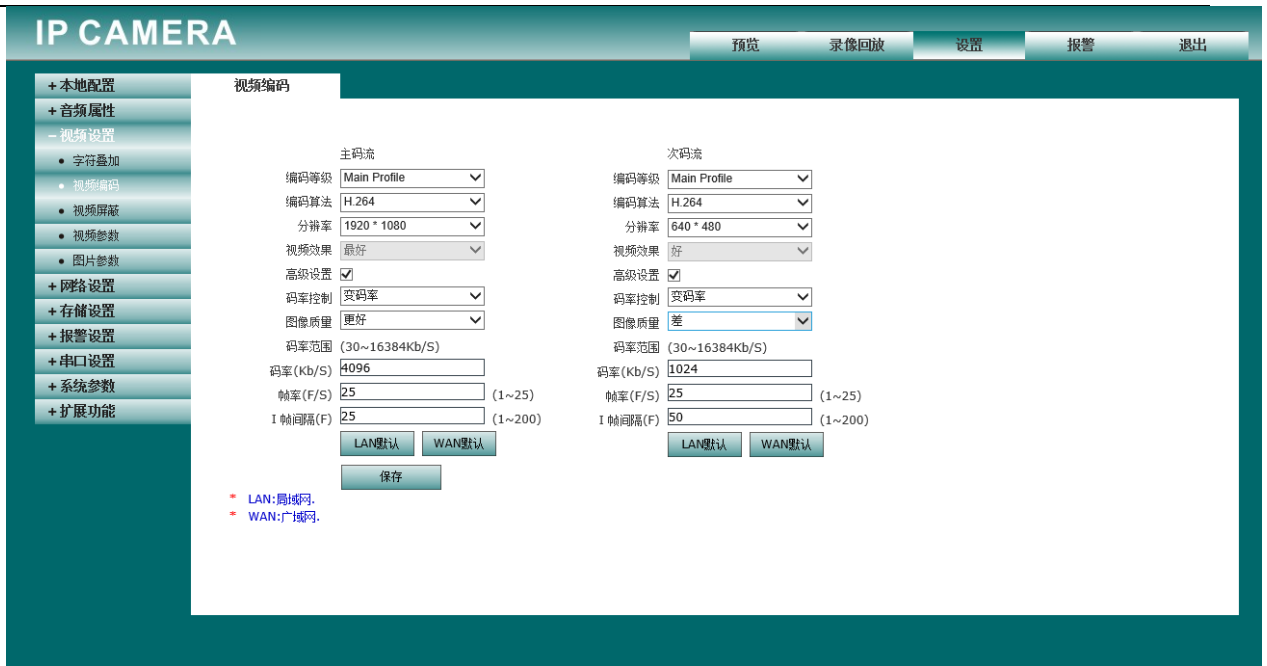 IP CAMERA
预览 录像回放 设置 报警 退出
+本地配置
+音频属性
-视频设置
● 字符叠加
● 视频编码
● 视频屏蔽
● 视频参数
● 图片参数
+网络设置
+存储设置
+报警设置
+串口设置
+系统参数
+扩展功能
视频编码
主码流 次码流
编码等级 Main Profile 编码等级 Main Profile
编码算法 H.264 编码算法 H.264
分辨率 1920 * 1080 分辨率 640 * 480
视频效果 最好 视频效果 好
高级设置 高级设置
码率控制 变码率 码率控制 变码率
图像质量 更好 图像质量 差
码率范围 (30~16384Kb/S) 码率范围 (30~16384Kb/S)
码率(Kb/S) 4096 码率(Kb/S) 1024
帧率(F/S) 25 (1~25) 帧率(F/S) 25 (1~25)
I 帧间隔(F) 25 (1~200) I 帧间隔(F) 50 (1~200)
LAN默认 WAN默认 LAN默认 WAN默认
保存
* LAN:局域网.
* WAN:广域网.